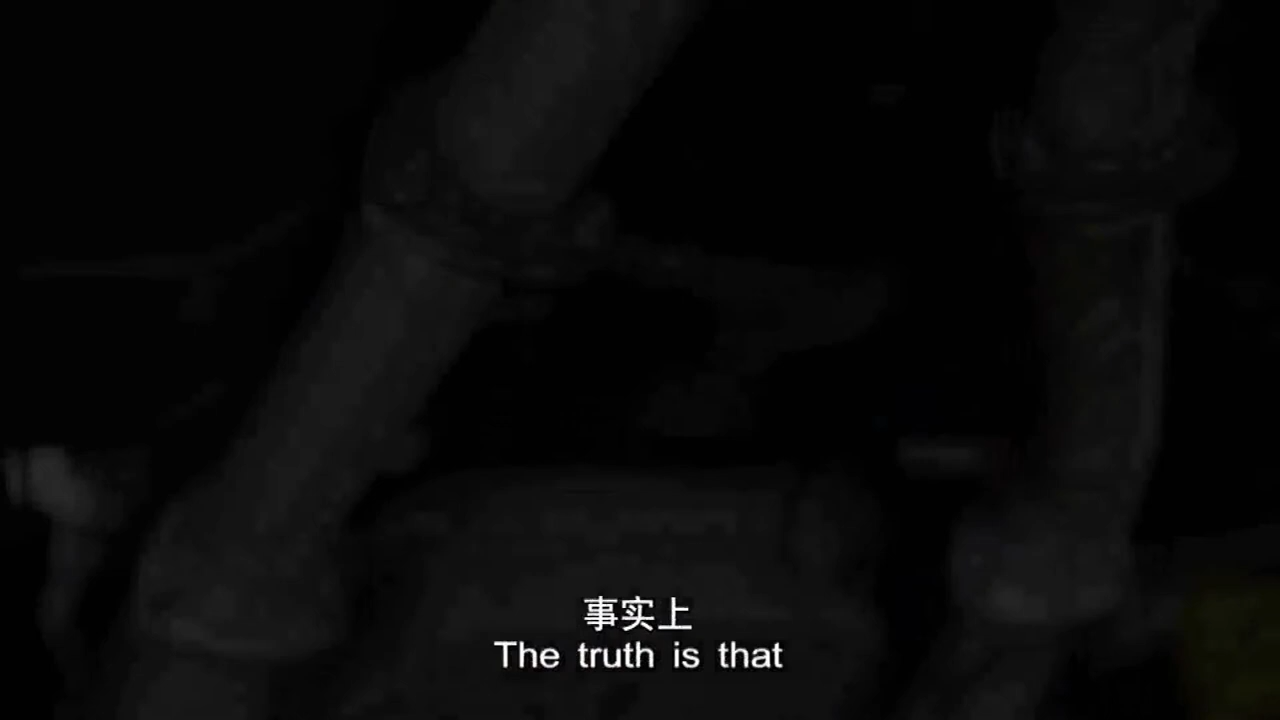 事实上
The truth is that